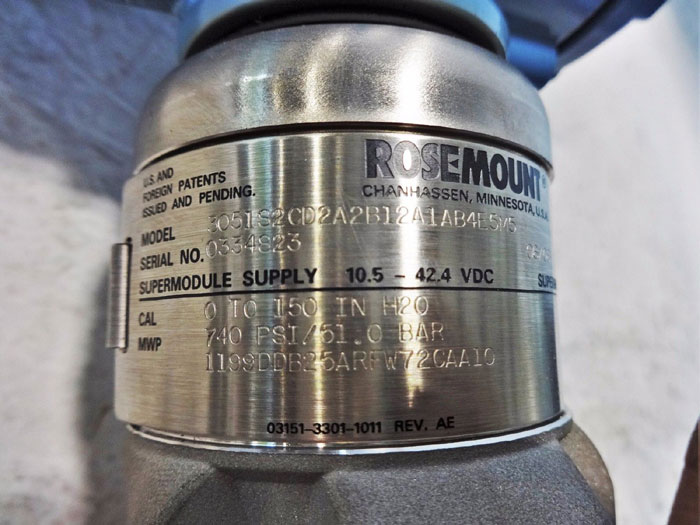 U.S. AND
FOREIGN PATENTS
ISSUED AND PENDING.
ROSEMOUNT®
CHANHASSEN, MINNESOTA, U.S.A.
MODEL 3051S2CD2A2B12A1AB4E5M5
SERIAL NO. 0334823
SUPERMODULE SUPPLY 10.5 – 42.4 VDC
CAL 0 TO 150 IN H2O
MWP 740 PSI/51.0 BAR
1199DDB25ARFW72CAA10
03151-3301-1011 REV. AE